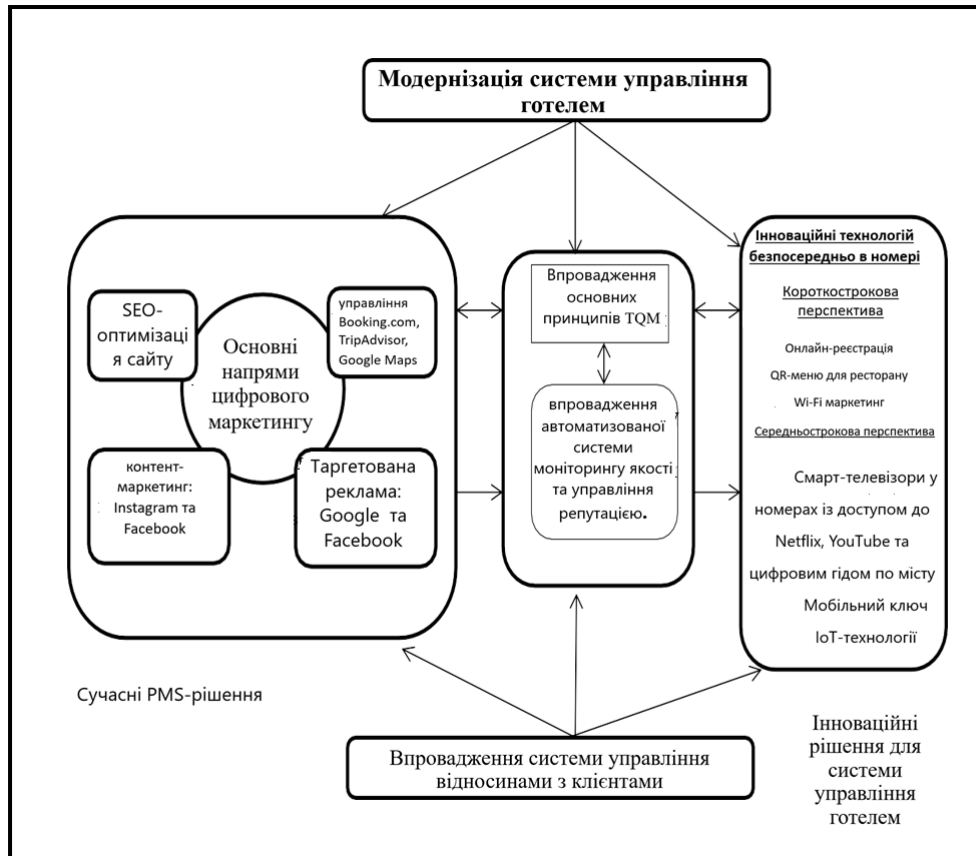 Модернізація системи управління
готелем
SEO-
оптимізаці
я сайту
управління
Booking.com,
TripAdvisor,
Google Maps
Основні
напрями
цифрового
маркетингу
контент-
маркетинг:
Instagram та
Facebook
Таргетована
реклама:
Google та
Facebook
Впровадження
основних
принципів TQM
впровадження
автоматизованої
системи
моніторингу якості
та управління
репутацією.
Інноваційні технологій
безпосередньо в номері
Короткострокова
перспектива
Онлайн-реєстрація
QR-меню для ресторану
Wi-Fi маркетинг
Середньострокова перспектива
Смарт-телевізори у
номерах із доступом до
Netflix, YouTube та
цифровим гідом по місту
Мобільний ключ
IoT-технології
Сучасні PMS-рішення
Впровадження системи управління
відносинами з клієнтами
Інноваційні
рішення для
системи
управління
готелем